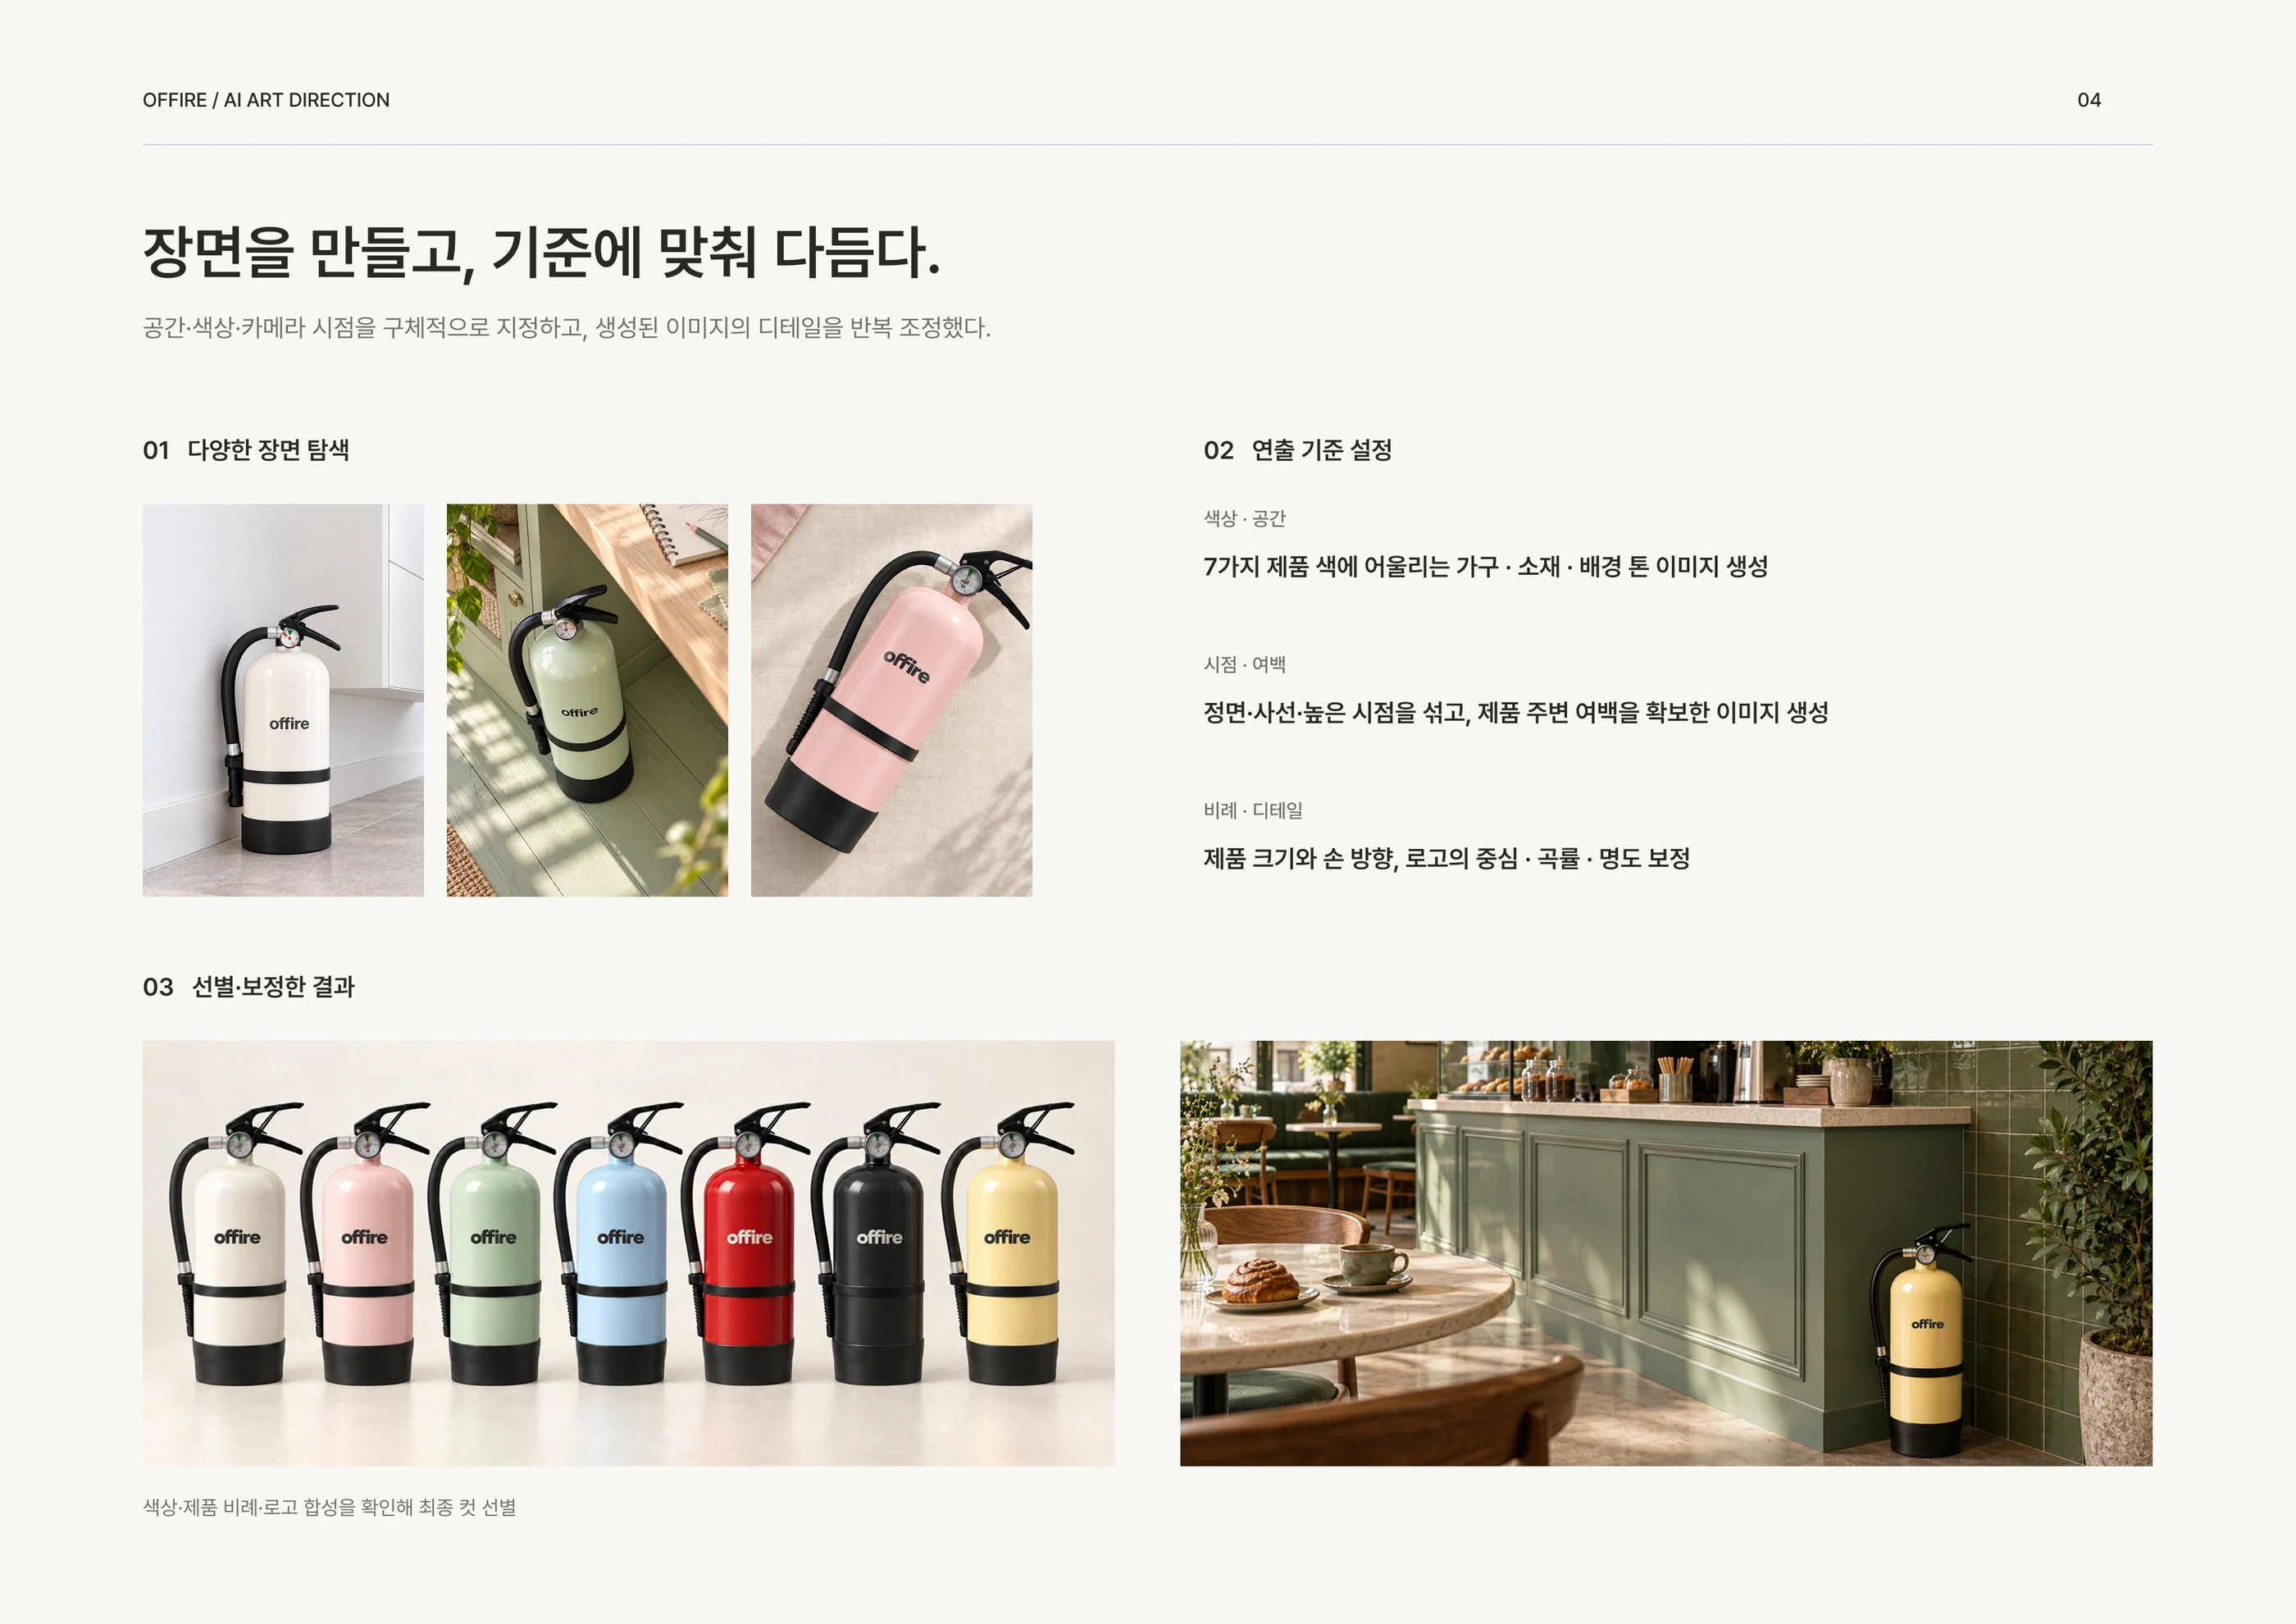 OFFIRE / AI ART DIRECTION
04
장면을 만들고, 기준에 맞춰 다듬다.
공간·색상·카메라 시점을 구체적으로 지정하고, 생성된 이미지의 디테일을 반복 조정했다.
01 다양한 장면 탐색
offire
offire
offire
02 연출 기준 설정
색상 · 공간
7가지 제품 색에 어울리는 가구 · 소재 · 배경 톤 이미지 생성
시점 · 여백
정면·사선·높은 시점을 섞고, 제품 주변 여백을 확보한 이미지 생성
비례 · 디테일
제품 크기와 손 방향, 로고의 중심 · 곡률 · 명도 보정
03 선별·보정한 결과
offire
offire
offire
offire
offire
offire
offire
offire
색상·제품 비례·로고 합성을 확인해 최종 컷 선별